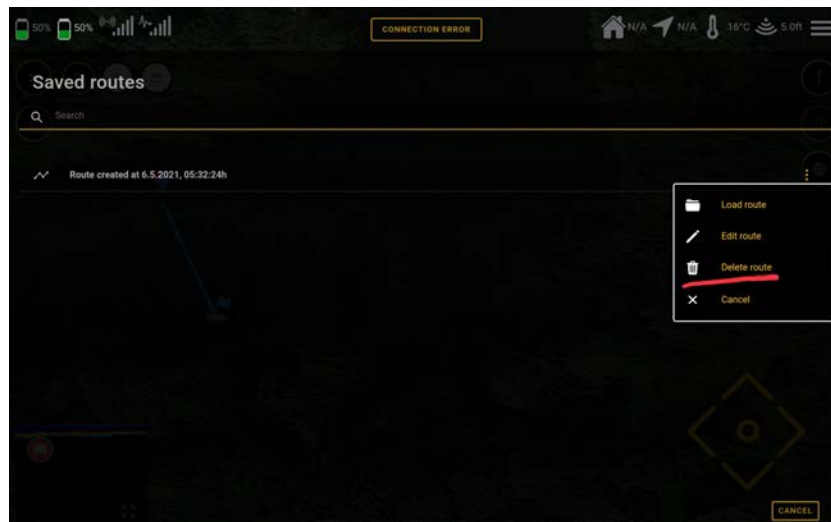 50% 50% CONNECTION ERROR N/A N/A 16°C 5.0ft
Saved routes
Search
Route created at 6.5.2021, 05:32:24h
Load route
Edit route
Delete route
Cancel
CANCEL